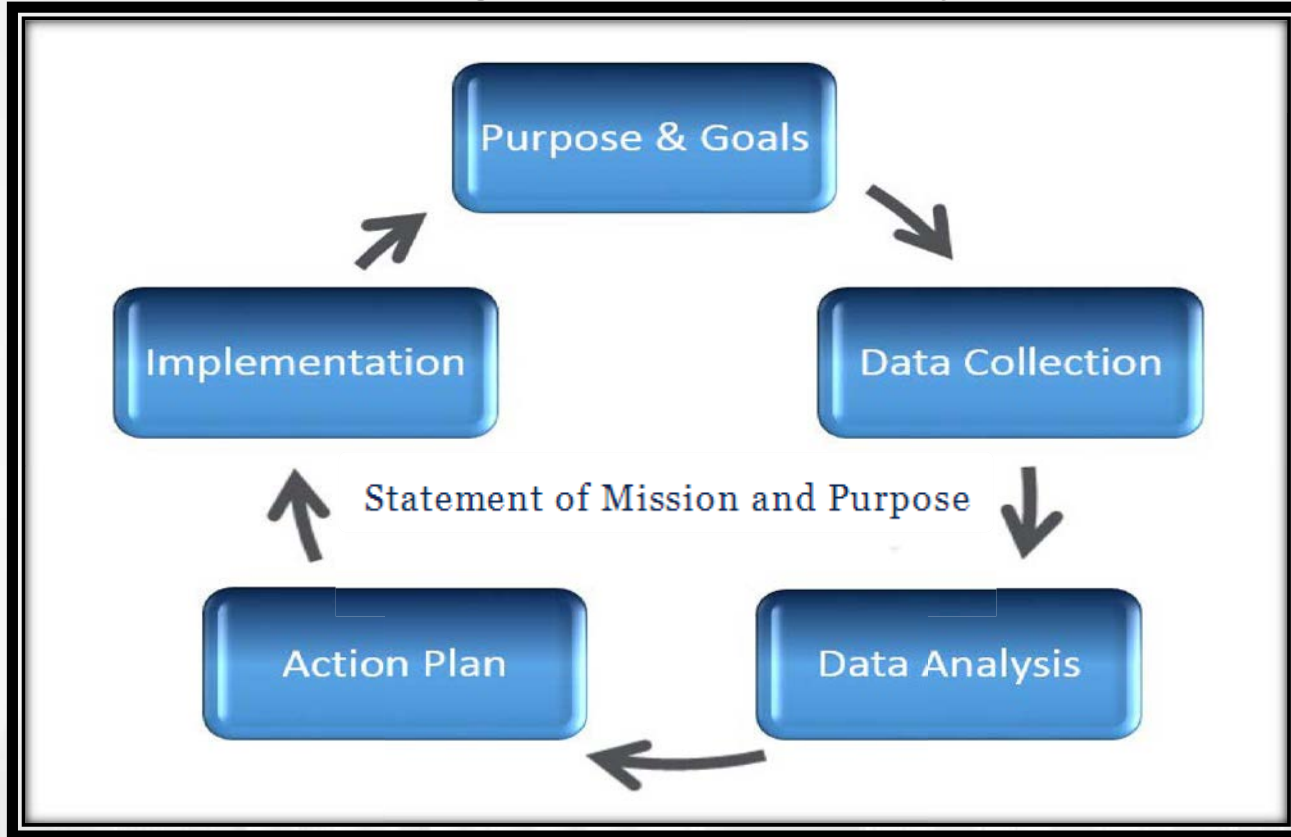 Purpose & Goals
Implementation
Data Collection
Statement of Mission and Purpose
Action Plan
Data Analysis